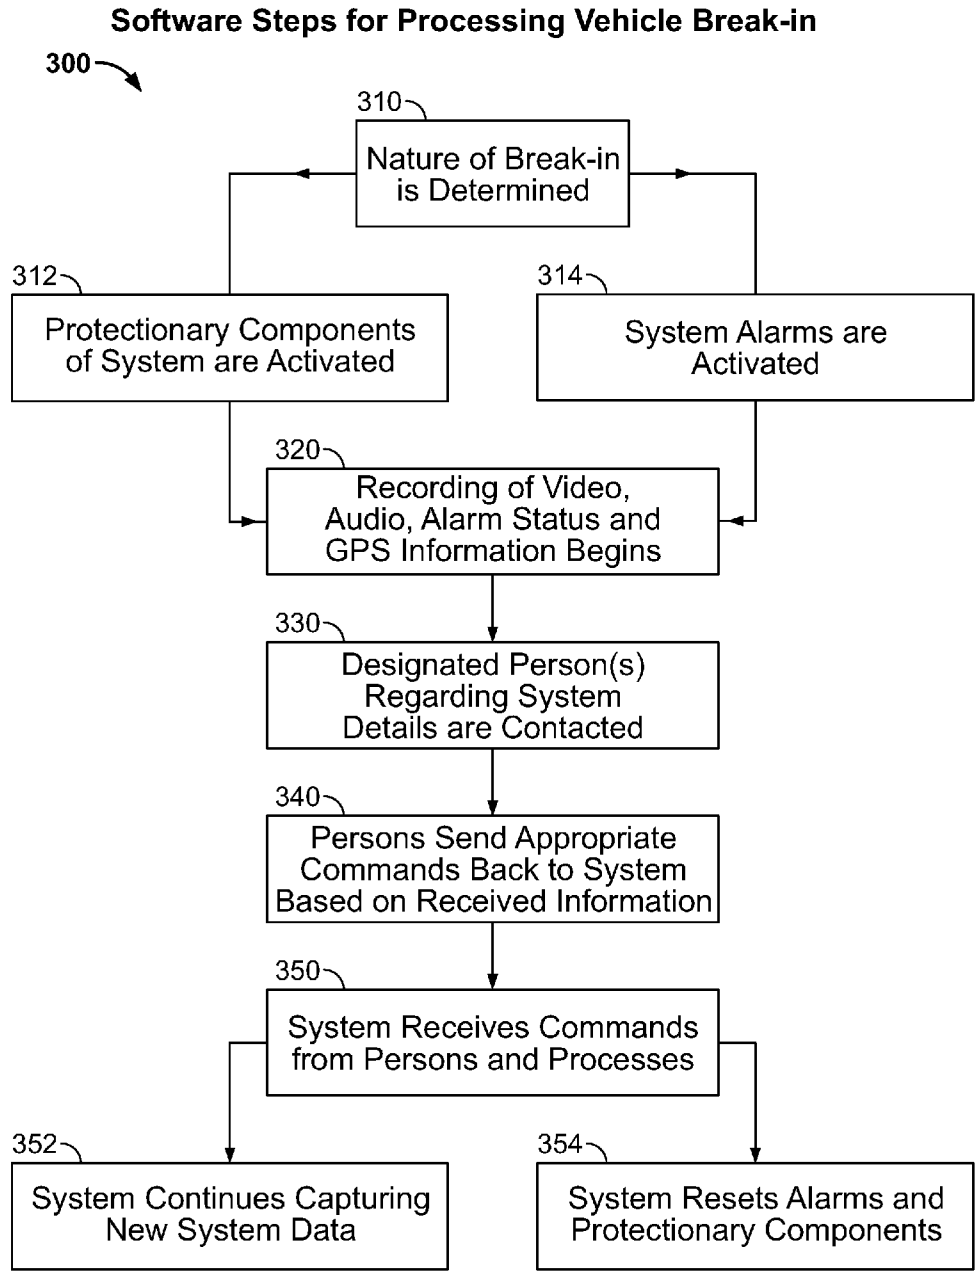 Software Steps for Processing Vehicle Break-in
300
310
Nature of Break-in
is Determined
312
Protectionary Components
of System are Activated
314
System Alarms are
Activated
320
Recording of Video,
Audio, Alarm Status and
GPS Information Begins
330
Designated Person(s)
Regarding System
Details are Contacted
340
Persons Send Appropriate
Commands Back to System
Based on Received Information
350
System Receives Commands
from Persons and Processes
352
System Continues Capturing
New System Data
354
System Resets Alarms and
Protectionary Components